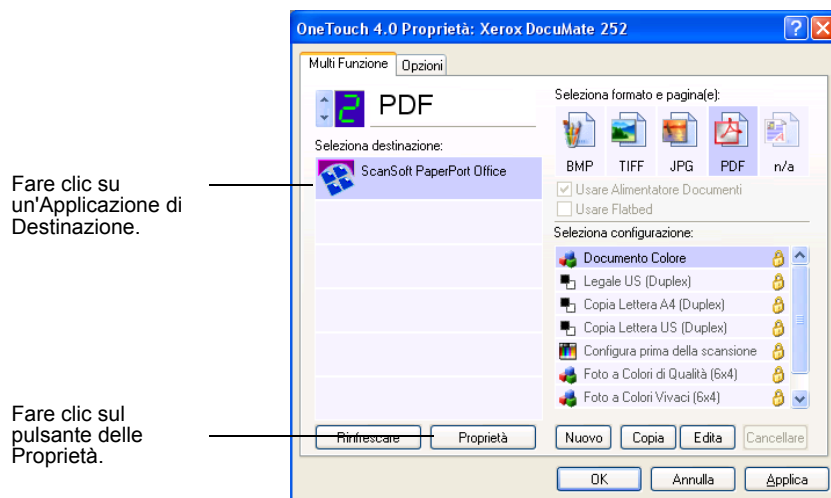 OneTouch 4.0 Proprietà: Xerox DocuMate 252
Multi Funzione
Opzioni
2
PDF
Seleziona destinazione:
ScanSoft PaperPort Office
Seleziona formato e pagina(e):
BMP
TIFF
JPG
PDF
n/a
Usare Alimentatore Documenti
Usare Flatbed
Seleziona configurazione:
Documento Colore
Legale US (Duplex)
Copia Lettera A4 (Duplex)
Copia Lettera US (Duplex)
Configura prima della scansione
Foto a Colori di Qualità (6x4)
Foto a Colori Vivaci (6x4)
Rinfrescare
Proprietà
Nuovo
Copia
Edita
Cancellare
OK
Annulla
Applica
Fare clic su
un'Applicazione di
Destinazione.
Fare clic sul
pulsante delle
Proprietà.